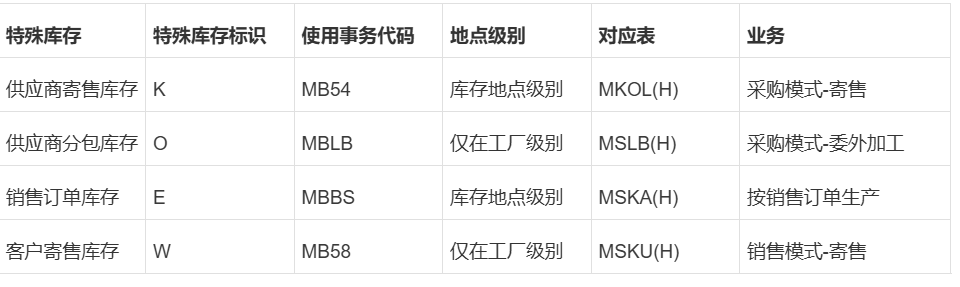 特殊库存 特殊库存标识 使用事务代码 地点级别 对应表 业务
供应商寄售库存 K MB54 库存地点级别 MKOL(H) 采购模式-寄售
供应商分包库存 O MBLB 仅在工厂级别 MSLB(H) 采购模式-委外加工
销售订单库存 E MBBS 库存地点级别 MSKA(H) 按销售订单生产
客户寄售库存 W MB58 仅在工厂级别 MSKU(H) 销售模式-寄售